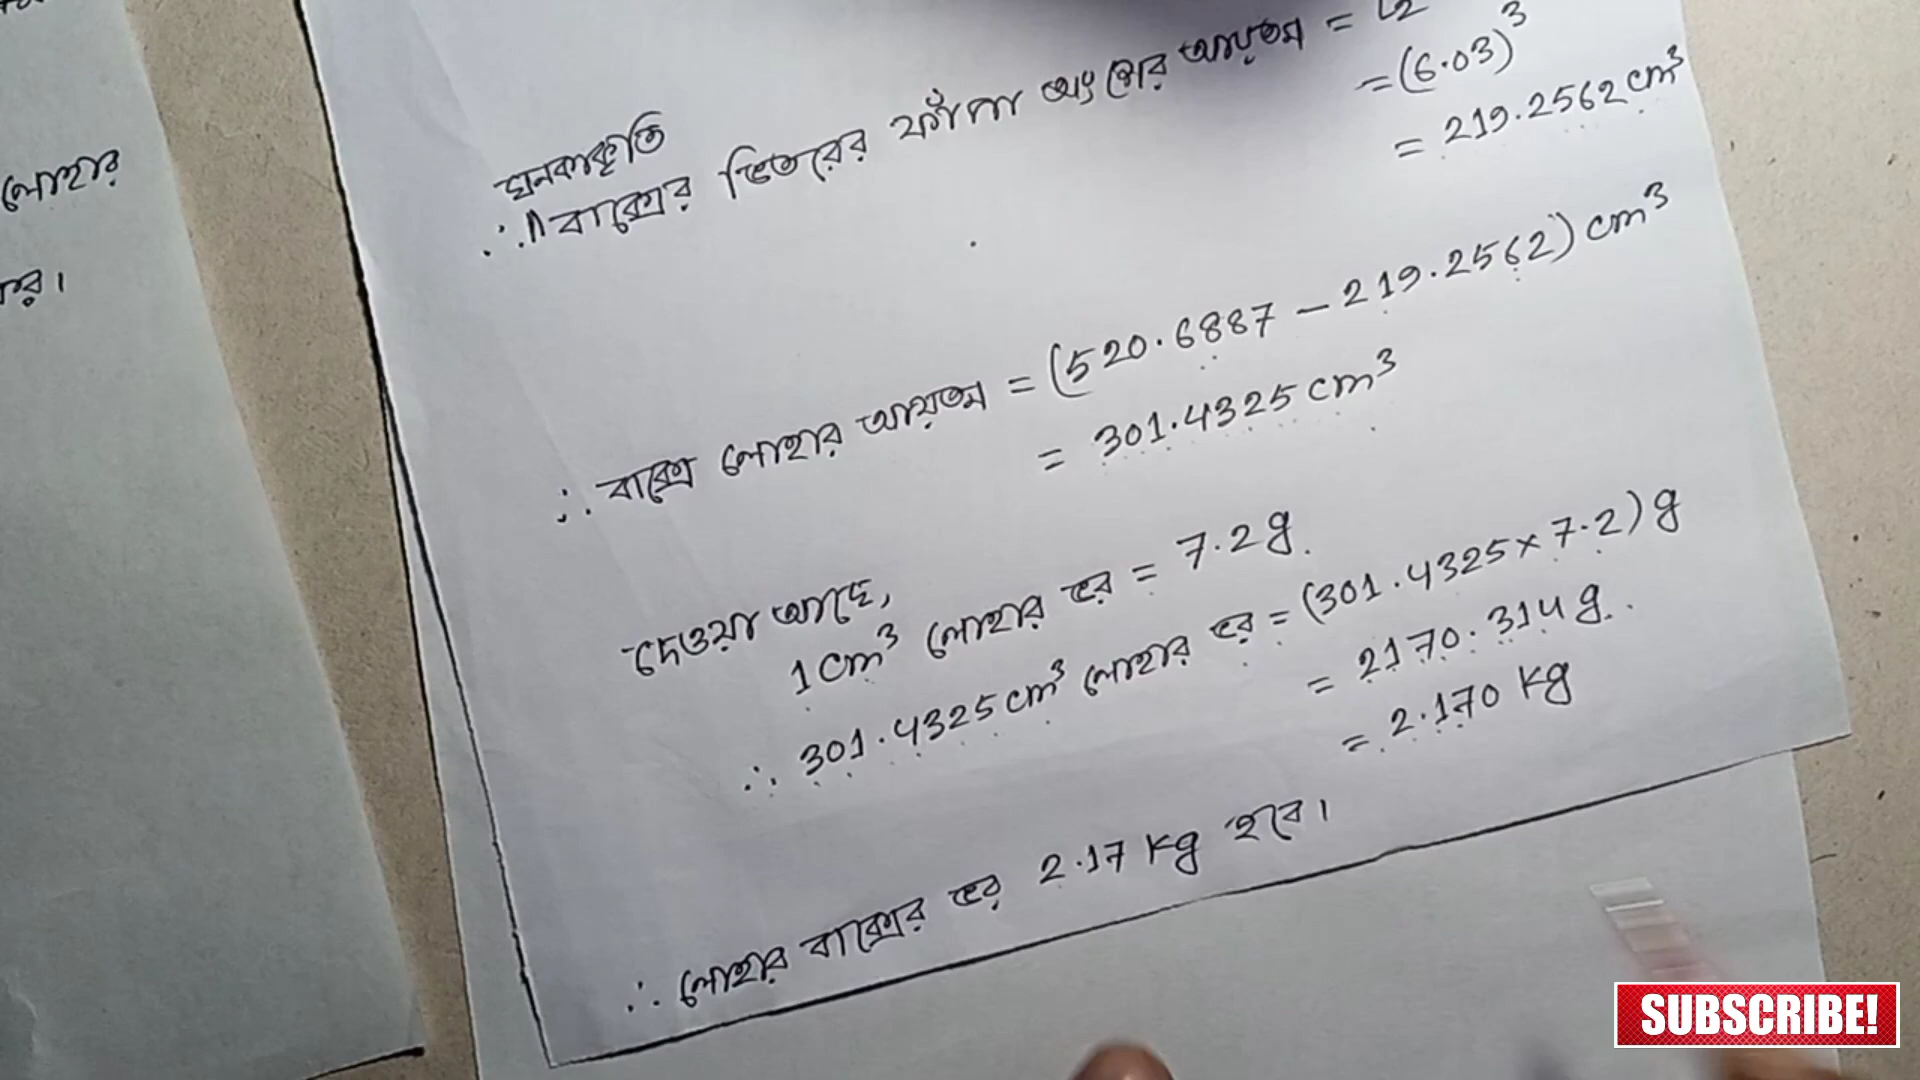 লোহার
ঘনকাকৃতি
∴ বাক্সের ভিতরের ফাঁপা অংশের আয়তন =
= (6.03)³
= 219.2562 cm³
∴ বাক্সে লোহার আয়তন = (520.6887 – 219.2562) cm³
= 301.4325 cm³
দেওয়া আছে,
1 cm³ লোহার ভর = 7.2 g.
∴ 301.4325 cm³ লোহার ভর = (301.4325 × 7.2) g
= 2170.314 g.
= 2.170 kg
∴ লোহার বাক্সের ভর 2.17 kg হবে।
SUBSCRIBE!